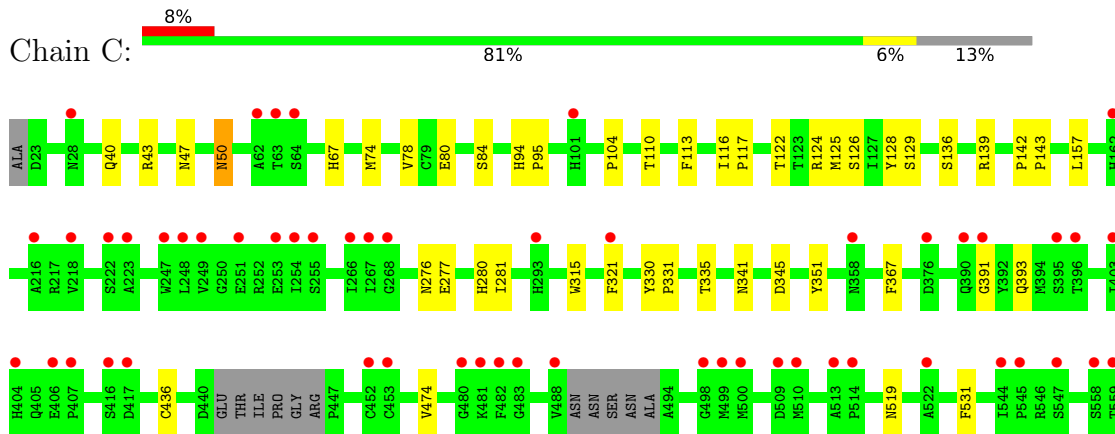 8%
Chain C:
81% 6% 13%
ALA D23 N28 Q40 R43 N47 N50 A62 T63 S64 H67 M74 V78 C79 E80 S84 H94 P95 H101 P104 T110 F113 I116 P117 T122 T123 R124 M125 S126 I127 Y128 S129 S136 R139 P142 P143 L157 H162
A216 R217 V218 S222 A223 W247 L248 V249 G250 E251 R252 E253 I254 S255 I266 I267 G268 N276 E277 H280 I281 H293 W315 F321 Y330 P331 T335 N341 D345 Y351 N358 F367 D376 Q390 G391 Y392 Q393 M394 S395 T396 I403
H404 Q405 E406 P407 S416 D417 C436 D440 GLU THR ILE PRO GLY ARG P447 C452 C453 V474 G480 K481 F482 G483 V488 ASN ASN SER ASN ALA A494 G498 M499 M500 D509 M510 A513 P514 N519 A522 F531 I544 P545 R546 S547 S558 T559